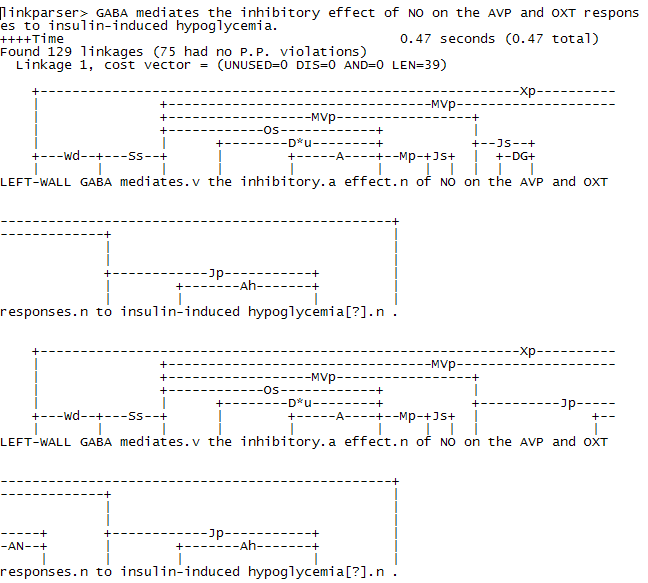 linkparser> GABA mediates the inhibitory effect of NO on the AVP and OXT respons
es to insulin-induced hypoglycemia.
++++Time                                          0.47 seconds (0.47 total)
Found 129 linkages (75 had no P.P. violations)
  Linkage 1, cost vector = (UNUSED=0 DIS=0 AND=0 LEN=39)
Xp
MVp
MVp
Os
D*u Js
Wd Ss A Mp Js DG
LEFT-WALL GABA mediates.v the inhibitory.a effect.n of NO on the AVP and OXT
Jp
Ah
responses.n to insulin-induced hypoglycemia[?].n .
Xp
MVp
MVp
Os
D*u Jp
Wd Ss A Mp Js
LEFT-WALL GABA mediates.v the inhibitory.a effect.n of NO on the AVP and OXT
Jp
AN Ah
responses.n to insulin-induced hypoglycemia[?].n .